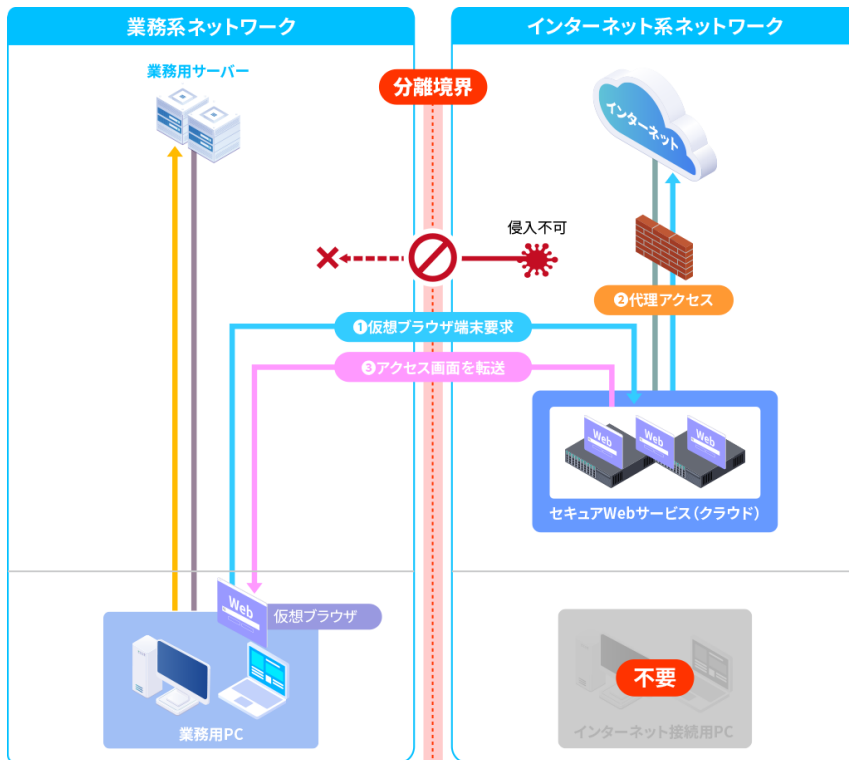 業務系ネットワーク
インターネット系ネットワーク
業務用サーバー
分離境界
インターネット
侵入不可
❷代理アクセス
❶仮想ブラウザ端末要求
❸アクセス画面を転送
Web
Web
Web
セキュアWebサービス(クラウド)
Web
仮想ブラウザ
業務用PC
不要
インターネット接続用PC